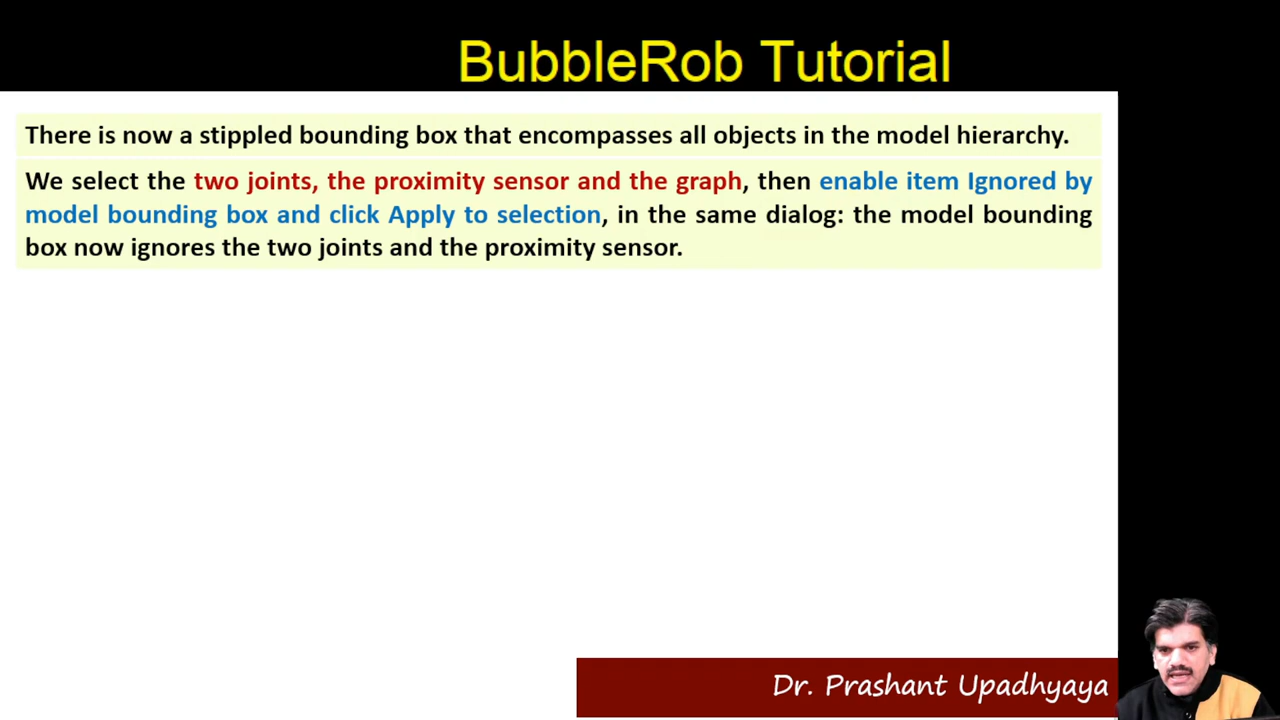 BubbleRob Tutorial
There is now a stippled bounding box that encompasses all objects in the model hierarchy.
We select the two joints, the proximity sensor and the graph, then enable item Ignored by
model bounding box and click Apply to selection, in the same dialog: the model bounding
box now ignores the two joints and the proximity sensor.
Dr. Prashant Upadhyaya